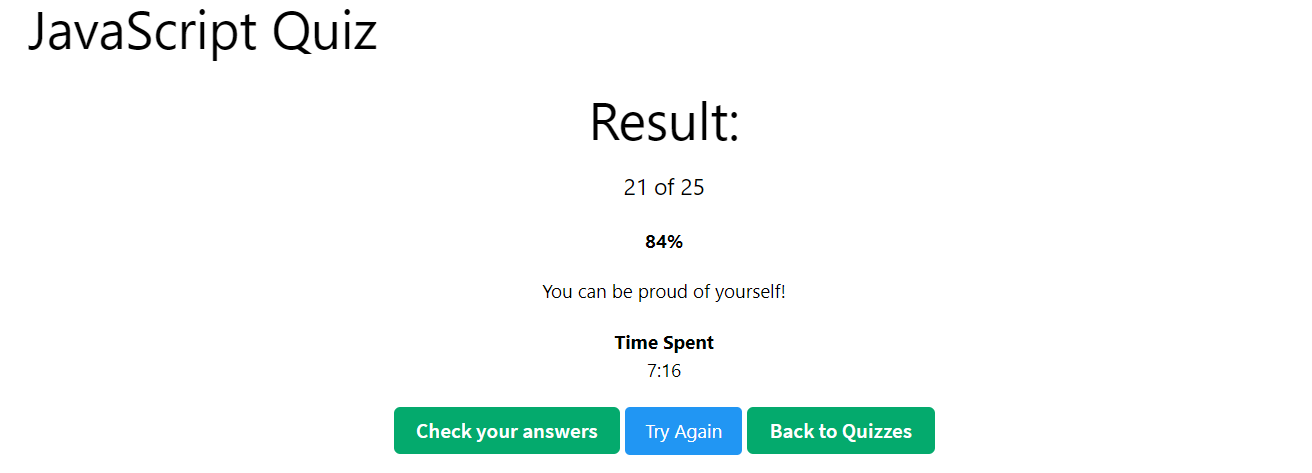 JavaScript Quiz
Result:
21 of 25
84%
You can be proud of yourself!
Time Spent
7:16
Check your answers Try Again Back to Quizzes